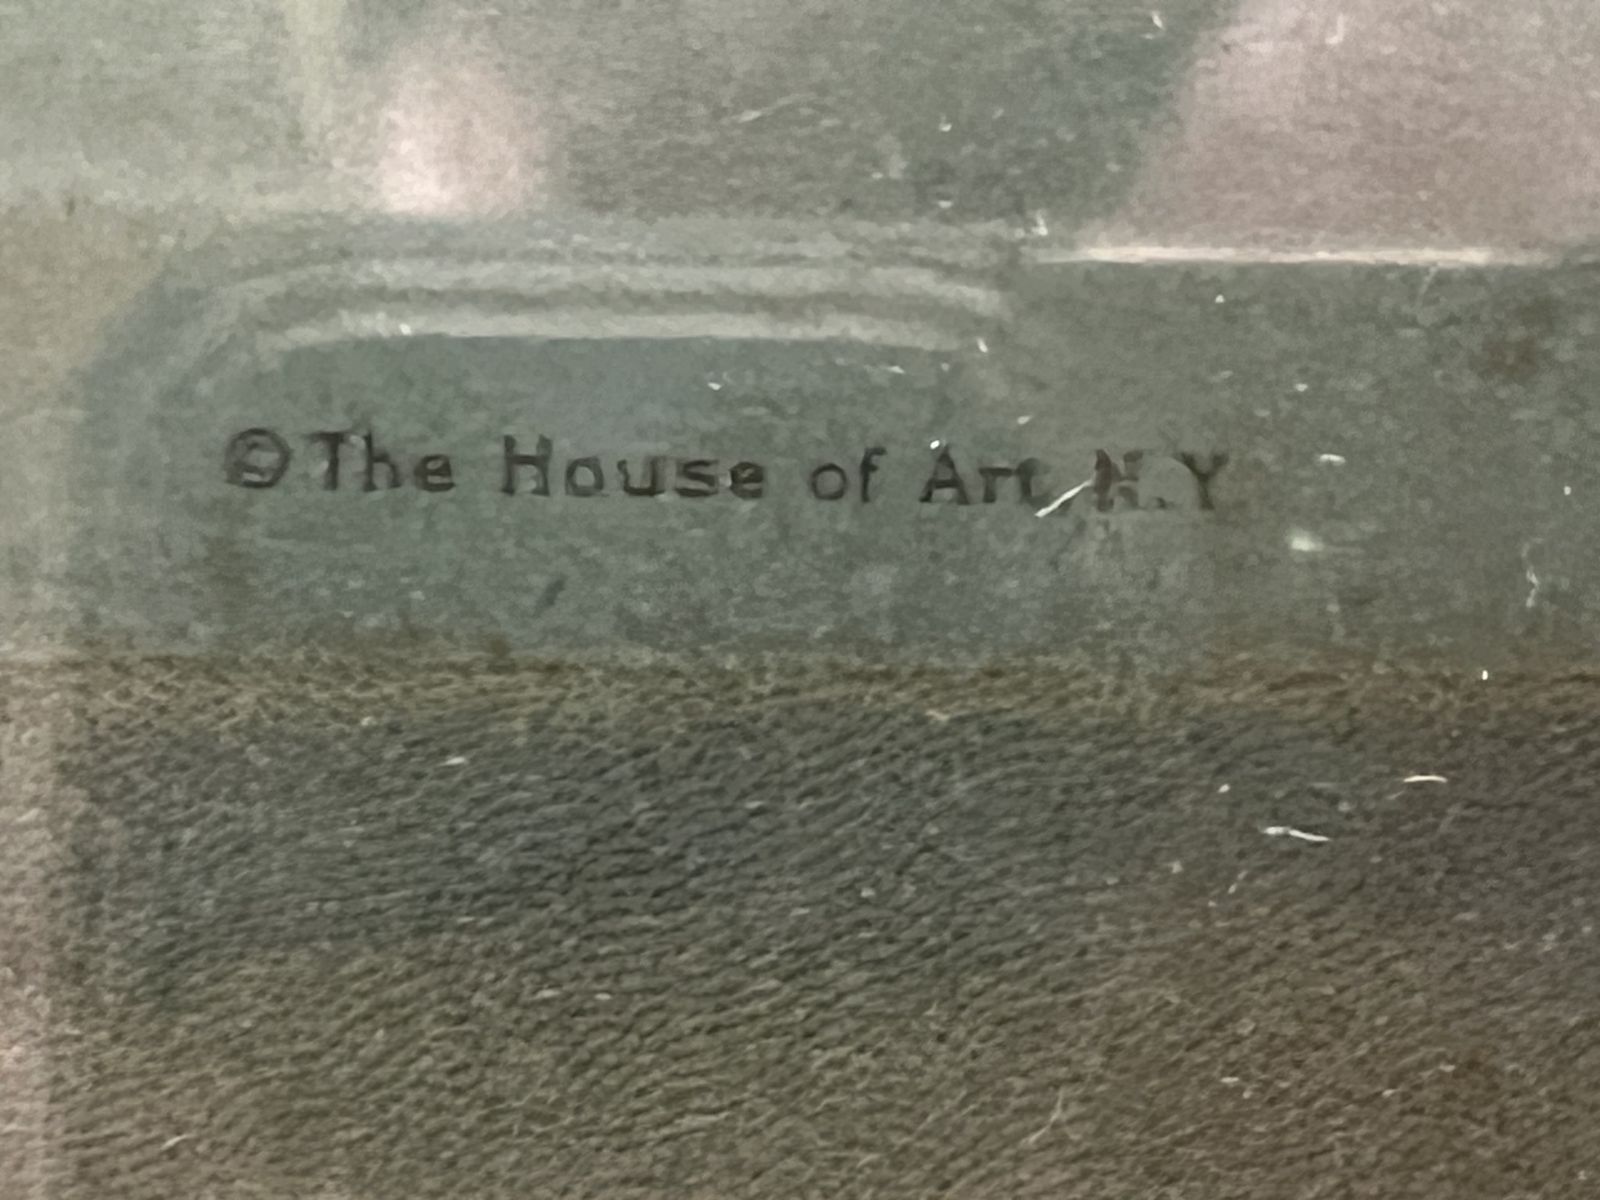 ©The House of Art, N.Y